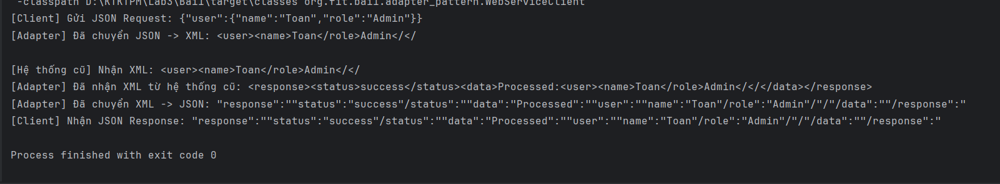 -classpath D:\KTKTPM\Lab3\Bai1\target\classes org.fit.bai1.adapter_pattern.WebServiceClient
[Client] Gửi JSON Request: {"user":{"name":"Toan","role":"Admin"}}
[Adapter] Đã chuyển JSON -> XML: <user><name>Toan</role>Admin</</
[Hệ thống cũ] Nhận XML: <user><name>Toan</role>Admin</</
[Adapter] Đã nhận XML từ hệ thống cũ: <response><status>success</status><data>Processed:<user><name>Toan</role>Admin</</</data></response>
[Adapter] Đã chuyển XML -> JSON: "response":""status":"success"/status":""data":"Processed":""user":""name":"Toan"/role":"Admin"/"/"/data":""/response":"
[Client] Nhận JSON Response: "response":""status":"success"/status":""data":"Processed":""user":""name":"Toan"/role":"Admin"/"/"/data":""/response":"
Process finished with exit code 0